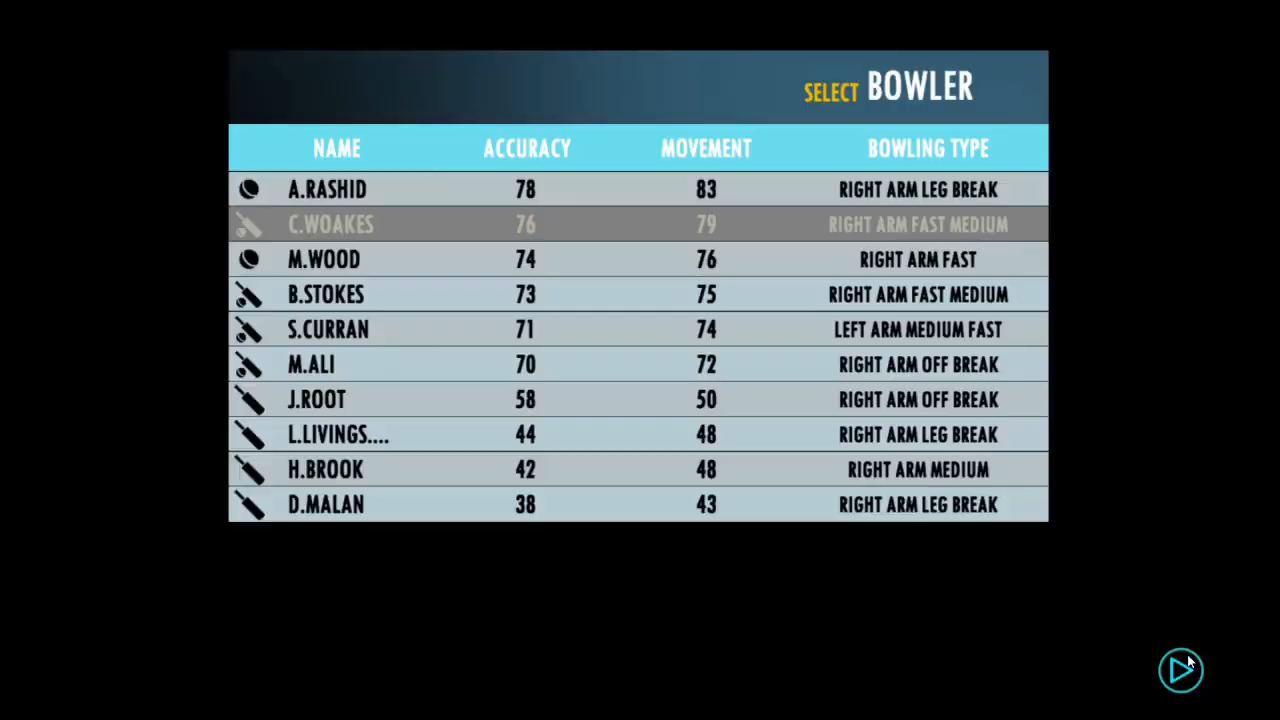 SELECT BOWLER
NAME ACCURACY MOVEMENT BOWLING TYPE
A.RASHID 78 83 RIGHT ARM LEG BREAK
C.WOAKES 76 79 RIGHT ARM FAST MEDIUM
M.WOOD 74 76 RIGHT ARM FAST
B.STOKES 73 75 RIGHT ARM FAST MEDIUM
S.CURRAN 71 74 LEFT ARM MEDIUM FAST
M.ALI 70 72 RIGHT ARM OFF BREAK
J.ROOT 58 50 RIGHT ARM OFF BREAK
L.LIVINGS.... 44 48 RIGHT ARM LEG BREAK
H.BROOK 42 48 RIGHT ARM MEDIUM
D.MALAN 38 43 RIGHT ARM LEG BREAK